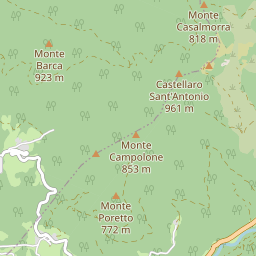 Monte
Casalmorra
818 m
Monte
Barca
923 m
Castellaro
Sant'Antonio
961 m
Monte
Campolone
853 m
Monte
Poretto
772 m